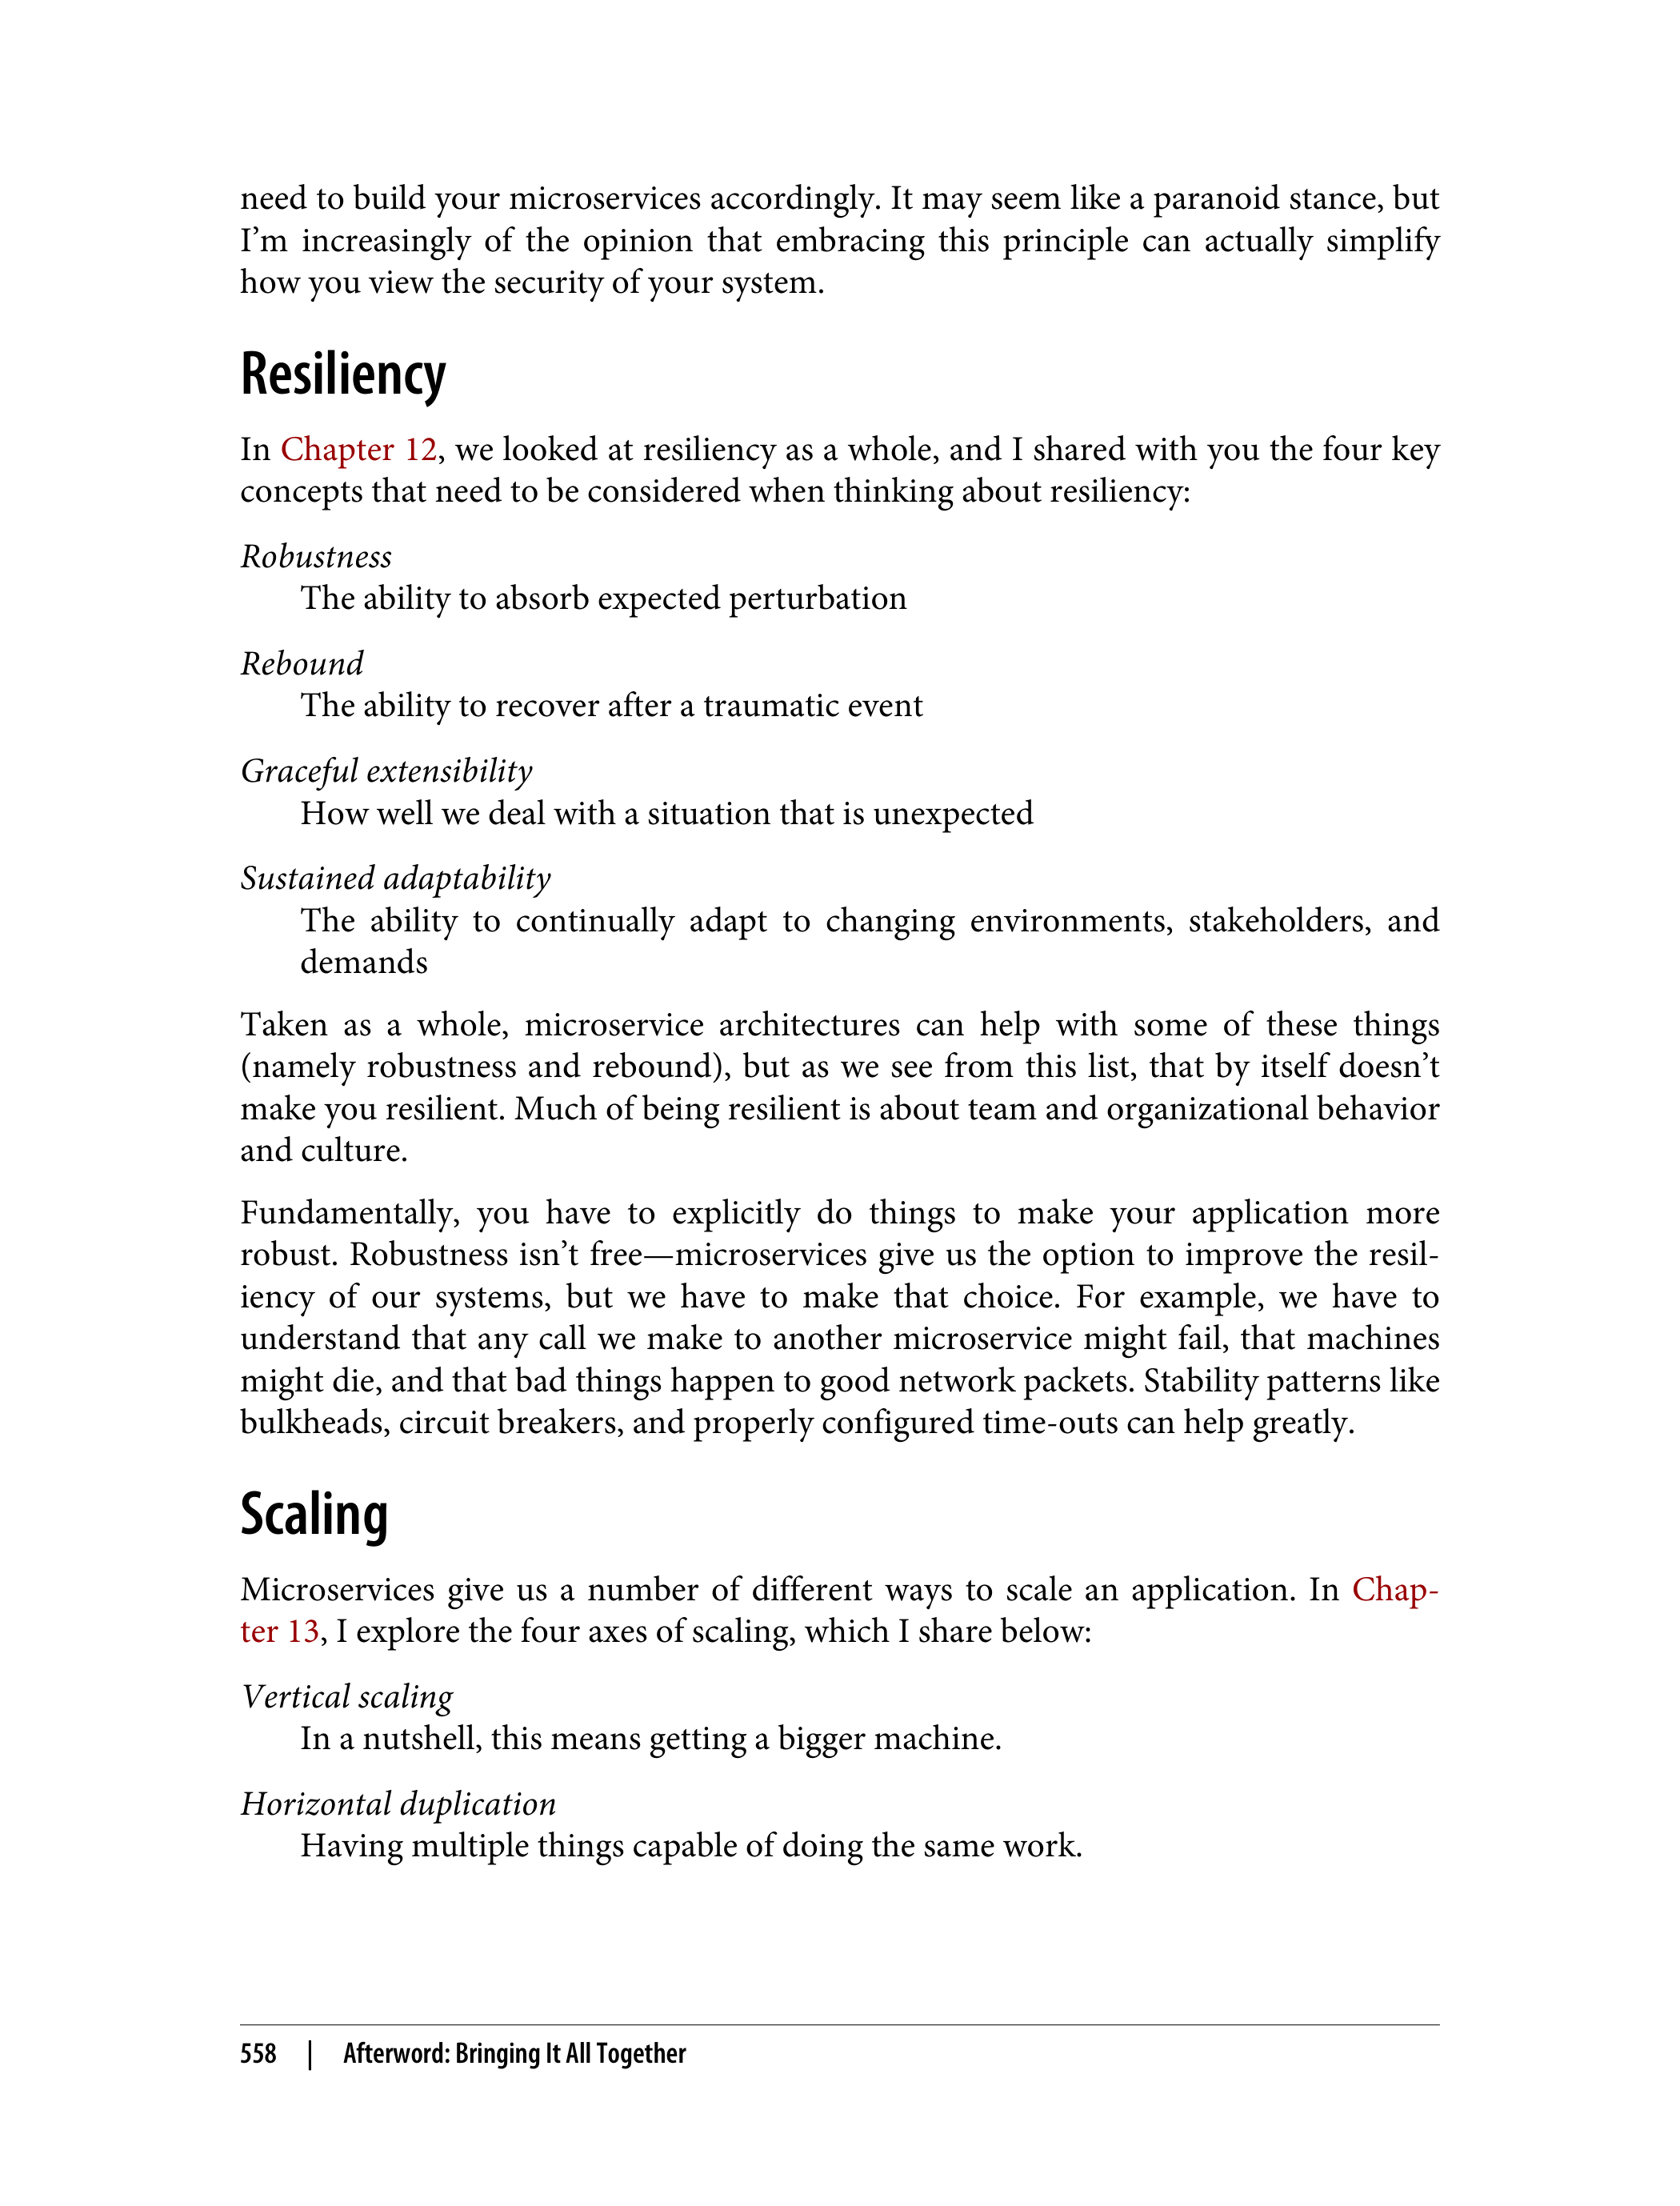 need to build your microservices accordingly. It may seem like a paranoid stance, but
I’m increasingly of the opinion that embracing this principle can actually simplify
how you view the security of your system.
Resiliency
In Chapter 12, we looked at resiliency as a whole, and I shared with you the four key
concepts that need to be considered when thinking about resiliency:
Robustness
The ability to absorb expected perturbation
Rebound
The ability to recover after a traumatic event
Graceful extensibility
How well we deal with a situation that is unexpected
Sustained adaptability
The ability to continually adapt to changing environments, stakeholders, and
demands
Taken as a whole, microservice architectures can help with some of these things
(namely robustness and rebound), but as we see from this list, that by itself doesn’t
make you resilient. Much of being resilient is about team and organizational behavior
and culture.
Fundamentally, you have to explicitly do things to make your application more
robust. Robustness isn’t free—microservices give us the option to improve the resil-
iency of our systems, but we have to make that choice. For example, we have to
understand that any call we make to another microservice might fail, that machines
might die, and that bad things happen to good network packets. Stability patterns like
bulkheads, circuit breakers, and properly configured time-outs can help greatly.
Scaling
Microservices give us a number of different ways to scale an application. In Chap-
ter 13, I explore the four axes of scaling, which I share below:
Vertical scaling
In a nutshell, this means getting a bigger machine.
Horizontal duplication
Having multiple things capable of doing the same work.
558 | Afterword: Bringing It All Together